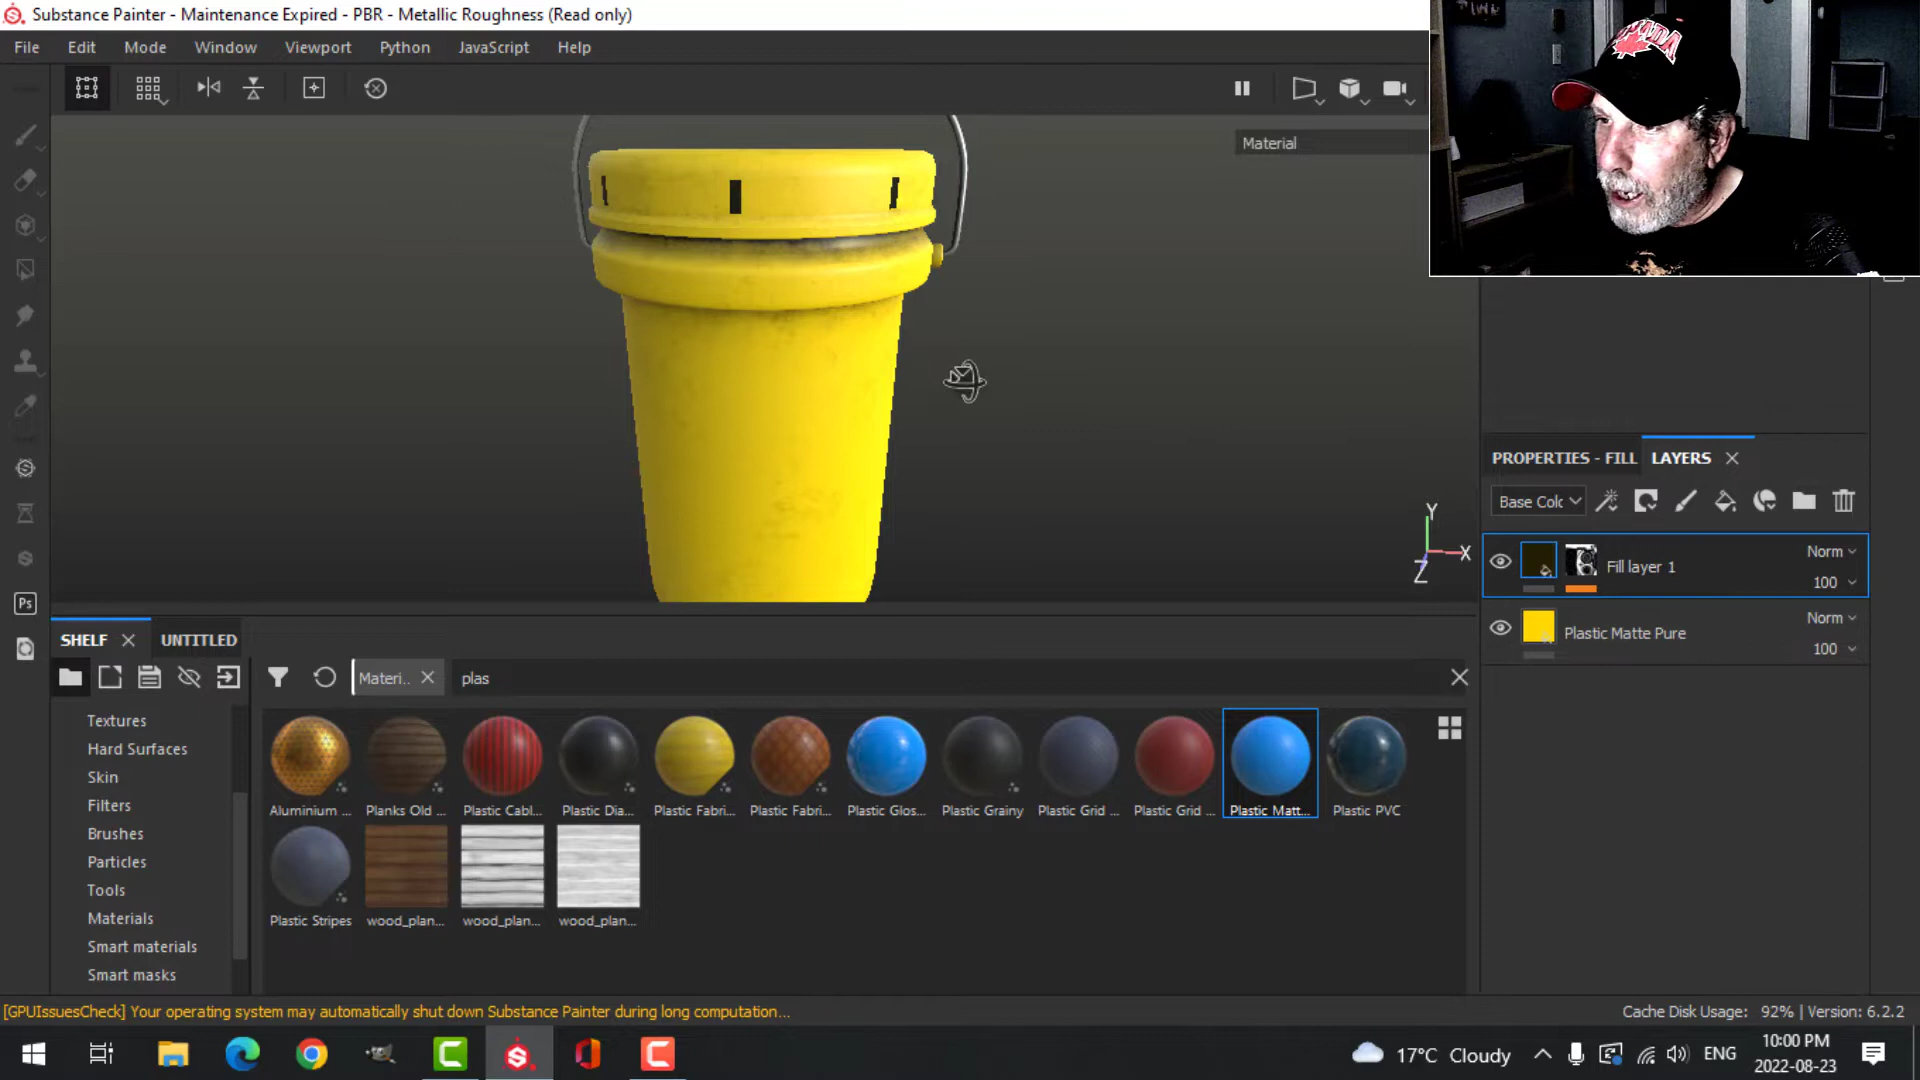 Substance Painter - Maintenance Expired - PBR - Metallic Roughness (Read only)
File Edit Mode Window Viewport Python JavaScript Help
CANADA
Material
Y
X
Z
PROPERTIES - FILL LAYERS
Base Colc
Norm
Fill layer 1
100
Norm
Plastic Matte Pure
100
Ps
SHELF UNTITLED
Materi.. plas
Textures
Hard Surfaces
Skin
Filters
Brushes
Particles
Tools
Materials
Smart materials
Smart masks
Aluminium ... Planks Old ... Plastic Cabl... Plastic Dia... Plastic Fabri... Plastic Fabri... Plastic Glos... Plastic Grainy Plastic Grid ... Plastic Grid ... Plastic Matt... Plastic PVC
Plastic Stripes wood_plan... wood_plan... wood_plan...
[GPUIssuesCheck] Your operating system may automatically shut down Substance Painter during long computation...
Cache Disk Usage: 92% | Version: 6.2.2
17°C Cloudy ENG 10:00 PM
2022-08-23